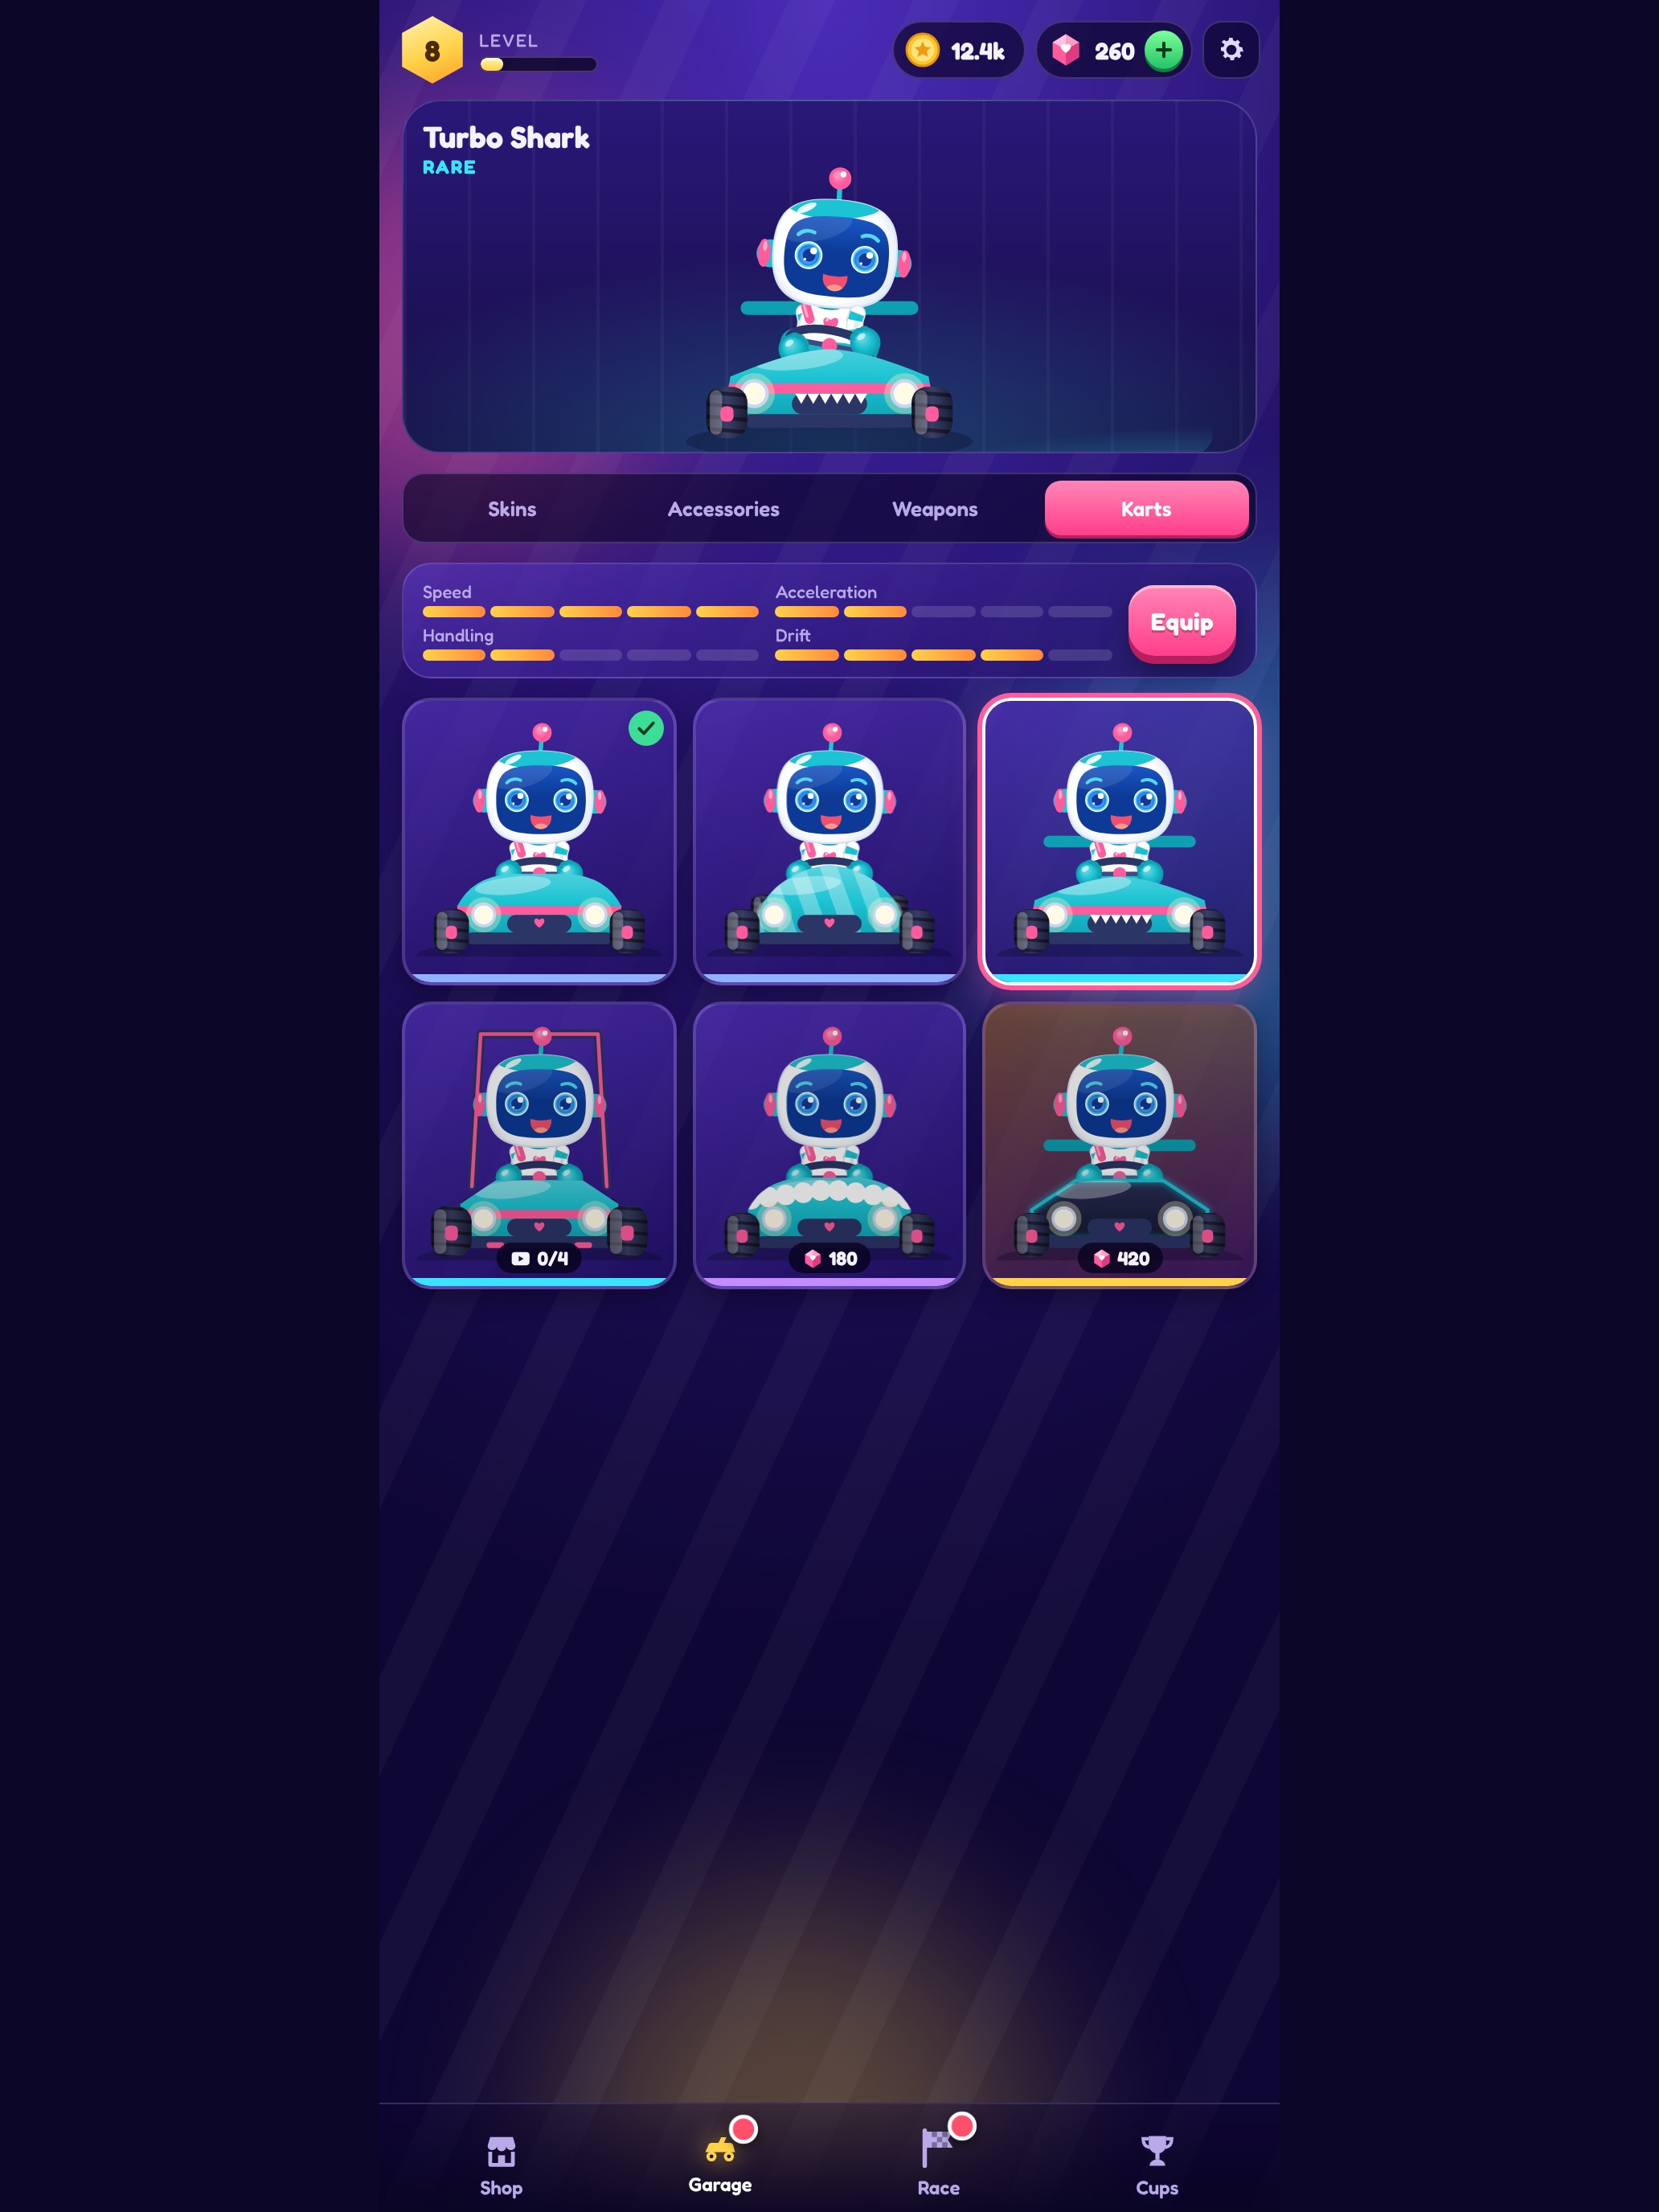 8
LEVEL
12.4k
260
Turbo Shark
RARE
Skins
Accessories
Weapons
Karts
Speed
Acceleration
Handling
Drift
Equip
0/4
180
420
Shop
Garage
Race
Cups